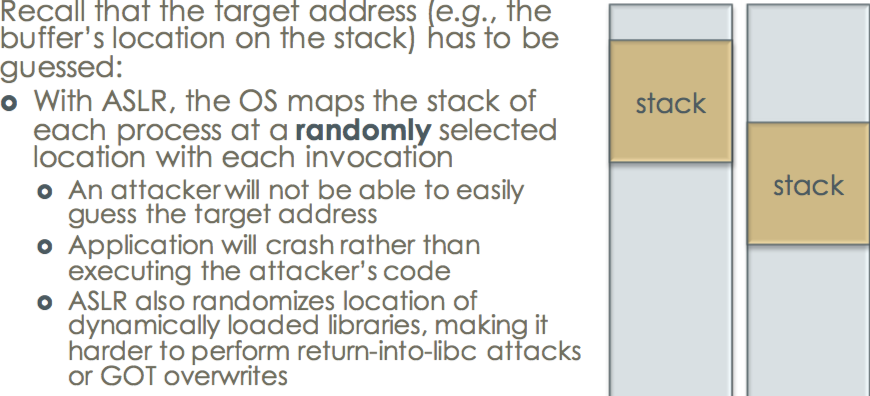 Recall that the target address (e.g., the
buffer's location on the stack) has to be
guessed:
With ASLR, the OS maps the stack of
each process at a randomly selected
location with each invocation
An attacker will not be able to easily
guess the target address
Application will crash rather than
executing the attacker's code
ASLR also randomizes location of
dynamically loaded libraries, making it
harder to perform return-into-libc attacks
or GOT overwrites
stack
stack